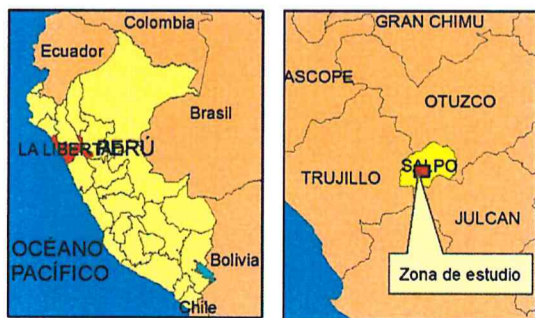 Colombia
Ecuador
Brasil
LA LIBERTAD
PERÚ
OCÉANO
PACÍFICO
Bolivia
Chile
GRAN CHIMU
ASCOPE
OTUZCO
SALPO
TRUJILLO
JULCAN
Zona de estudio